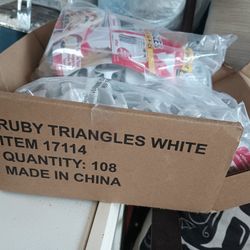 RUBY TRIANGLES WHITE
ITEM 17114
QUANTITY: 108
MADE IN CHINA